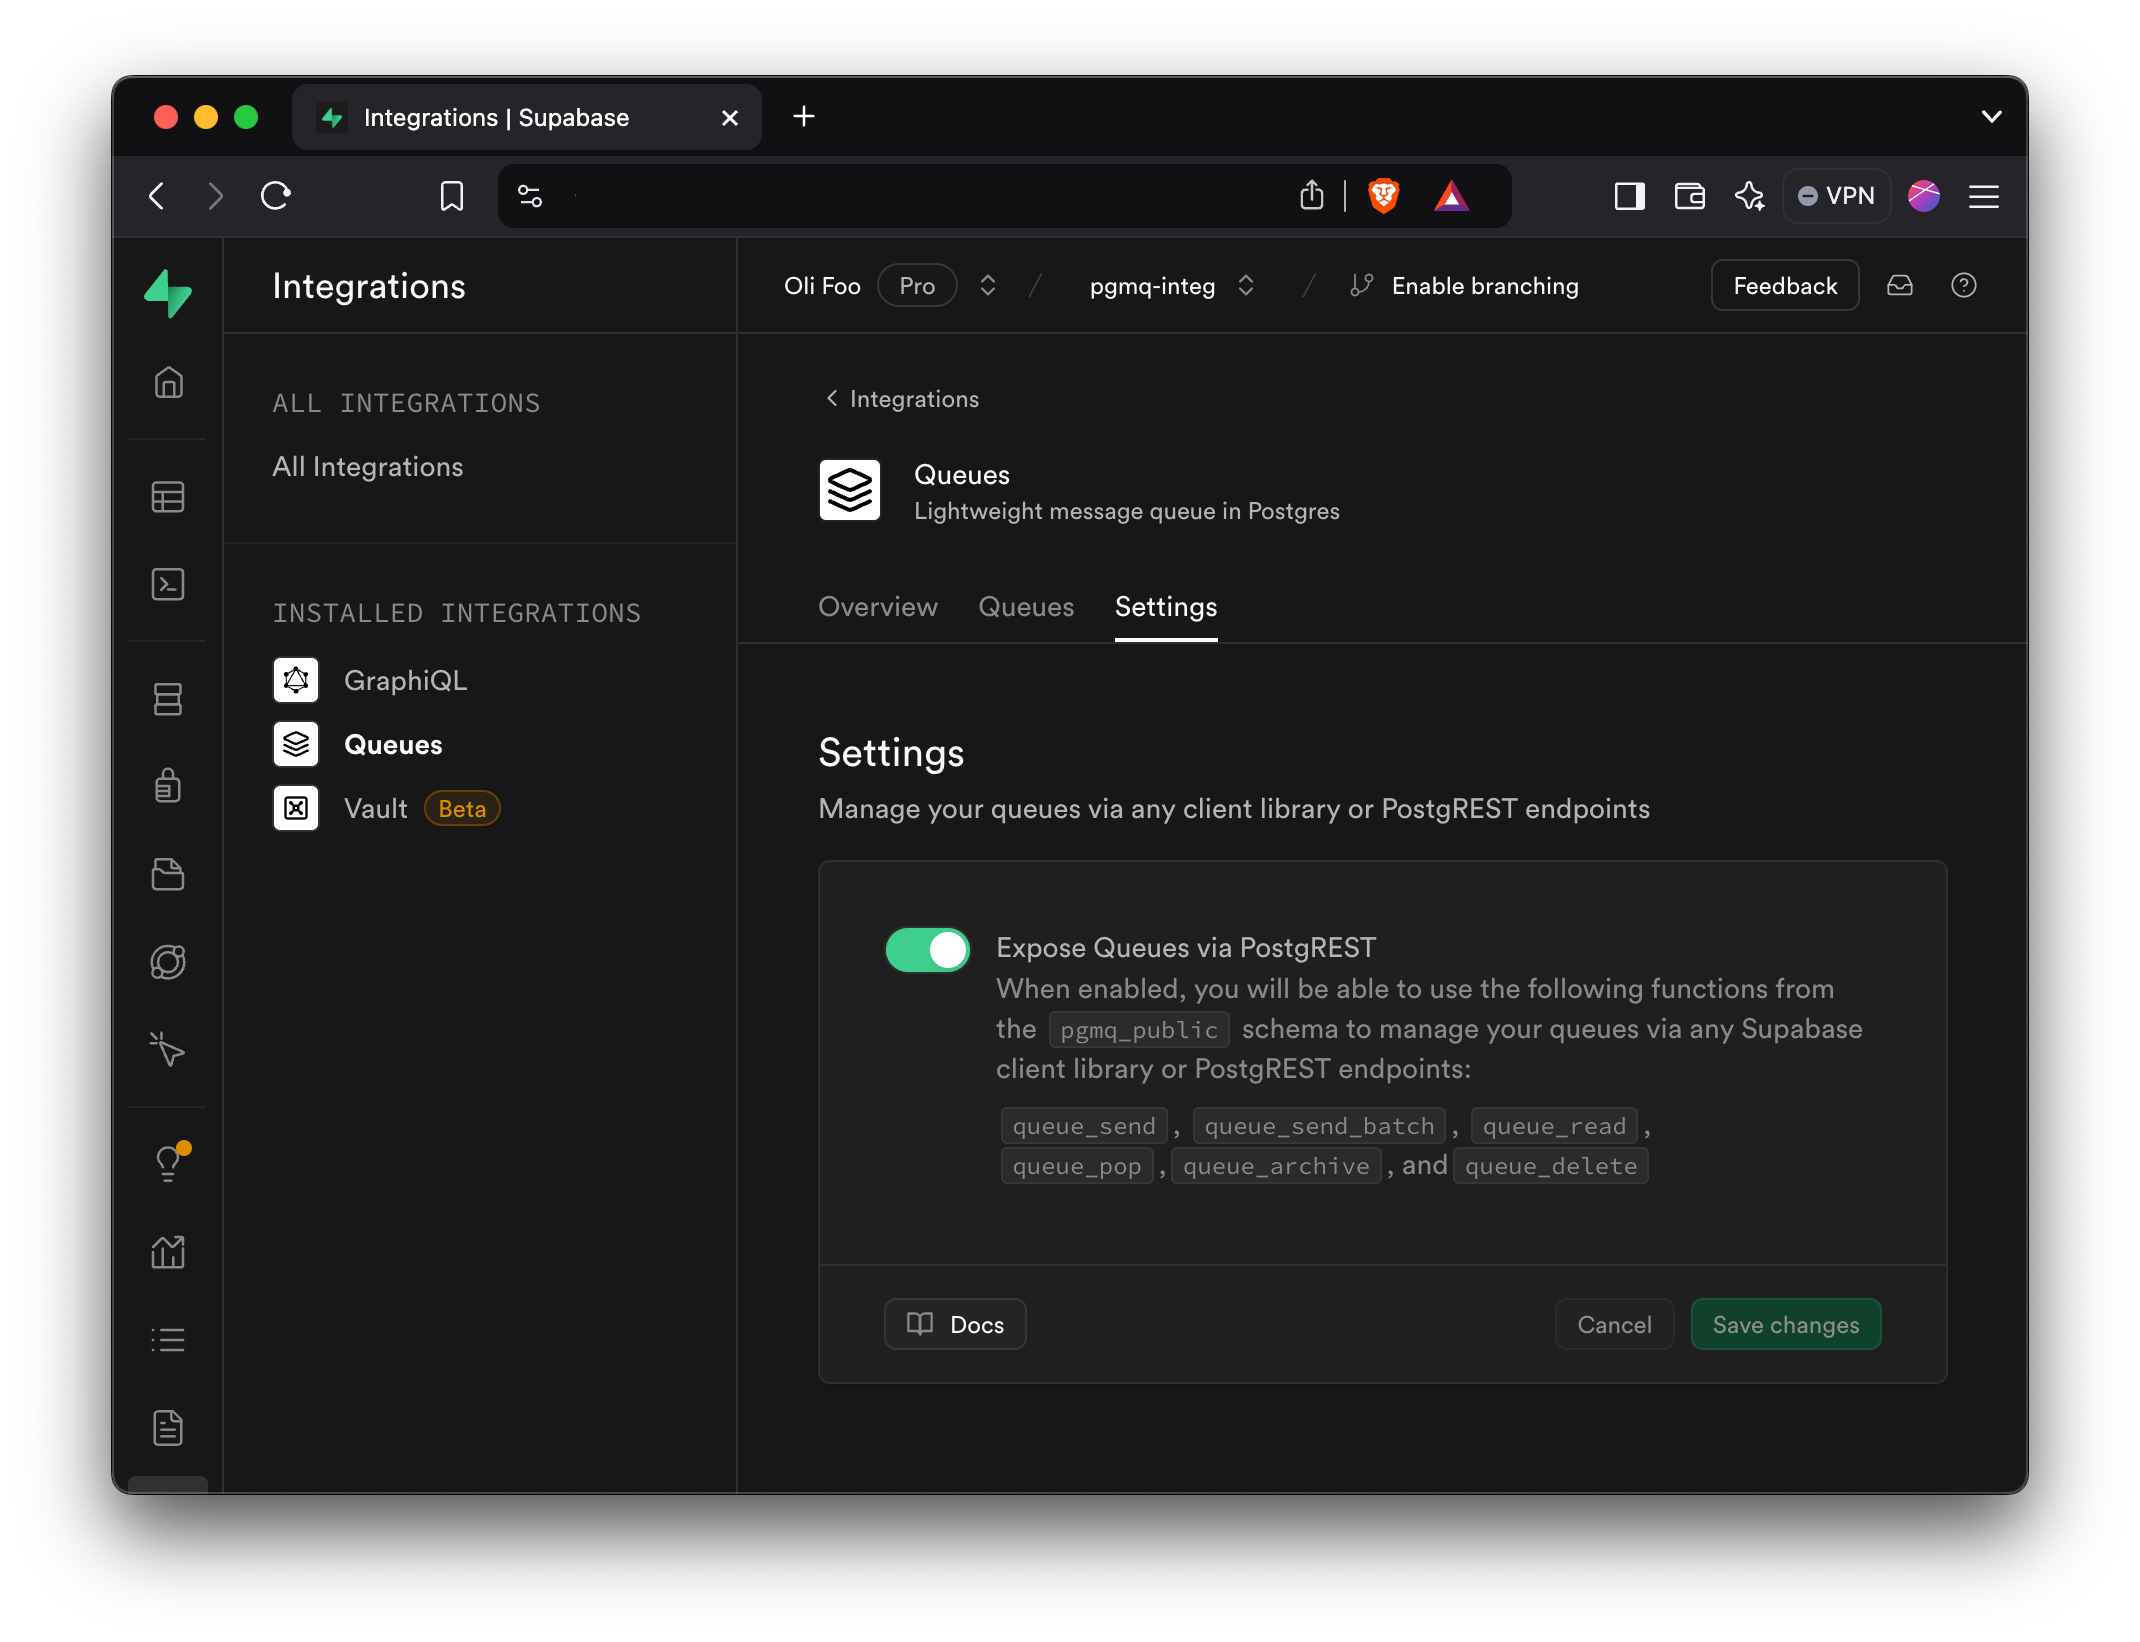 Integrations | Supabase
VPN
Integrations
Oli Foo Pro / pgmq-integ / Enable branching Feedback
ALL INTEGRATIONS
All Integrations
INSTALLED INTEGRATIONS
GraphiQL
Queues
Vault Beta
Integrations
Queues
Lightweight message queue in Postgres
Overview Queues Settings
Settings
Manage your queues via any client library or PostgREST endpoints
Expose Queues via PostgREST
When enabled, you will be able to use the following functions from
the pgmq_public schema to manage your queues via any Supabase
client library or PostgREST endpoints:
queue_send , queue_send_batch , queue_read ,
queue_pop , queue_archive , and queue_delete
Docs Cancel Save changes